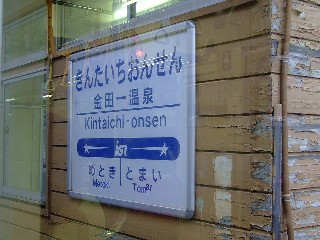 きんたいちおんせん
金田一温泉
Kintaichi-onsen
IGR
めとき とまい
Metoki Tomai